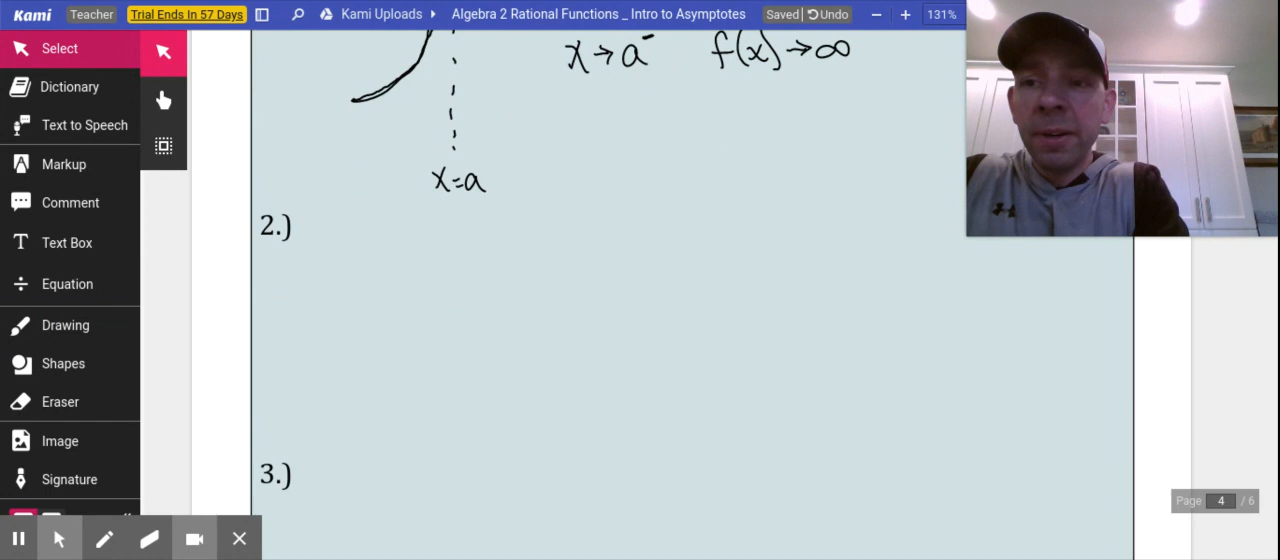 Kami Teacher Trial Ends In 57 Days Kami Uploads Algebra 2 Rational Functions _ Intro to Asymptotes Saved Undo 131%
Select
Dictionary
Text to Speech
Markup
Comment
Text Box
Equation
Drawing
Shapes
Eraser
Image
Signature
x→a⁻ f(x)→∞
x=a
2.)
3.)
Page 4 / 6